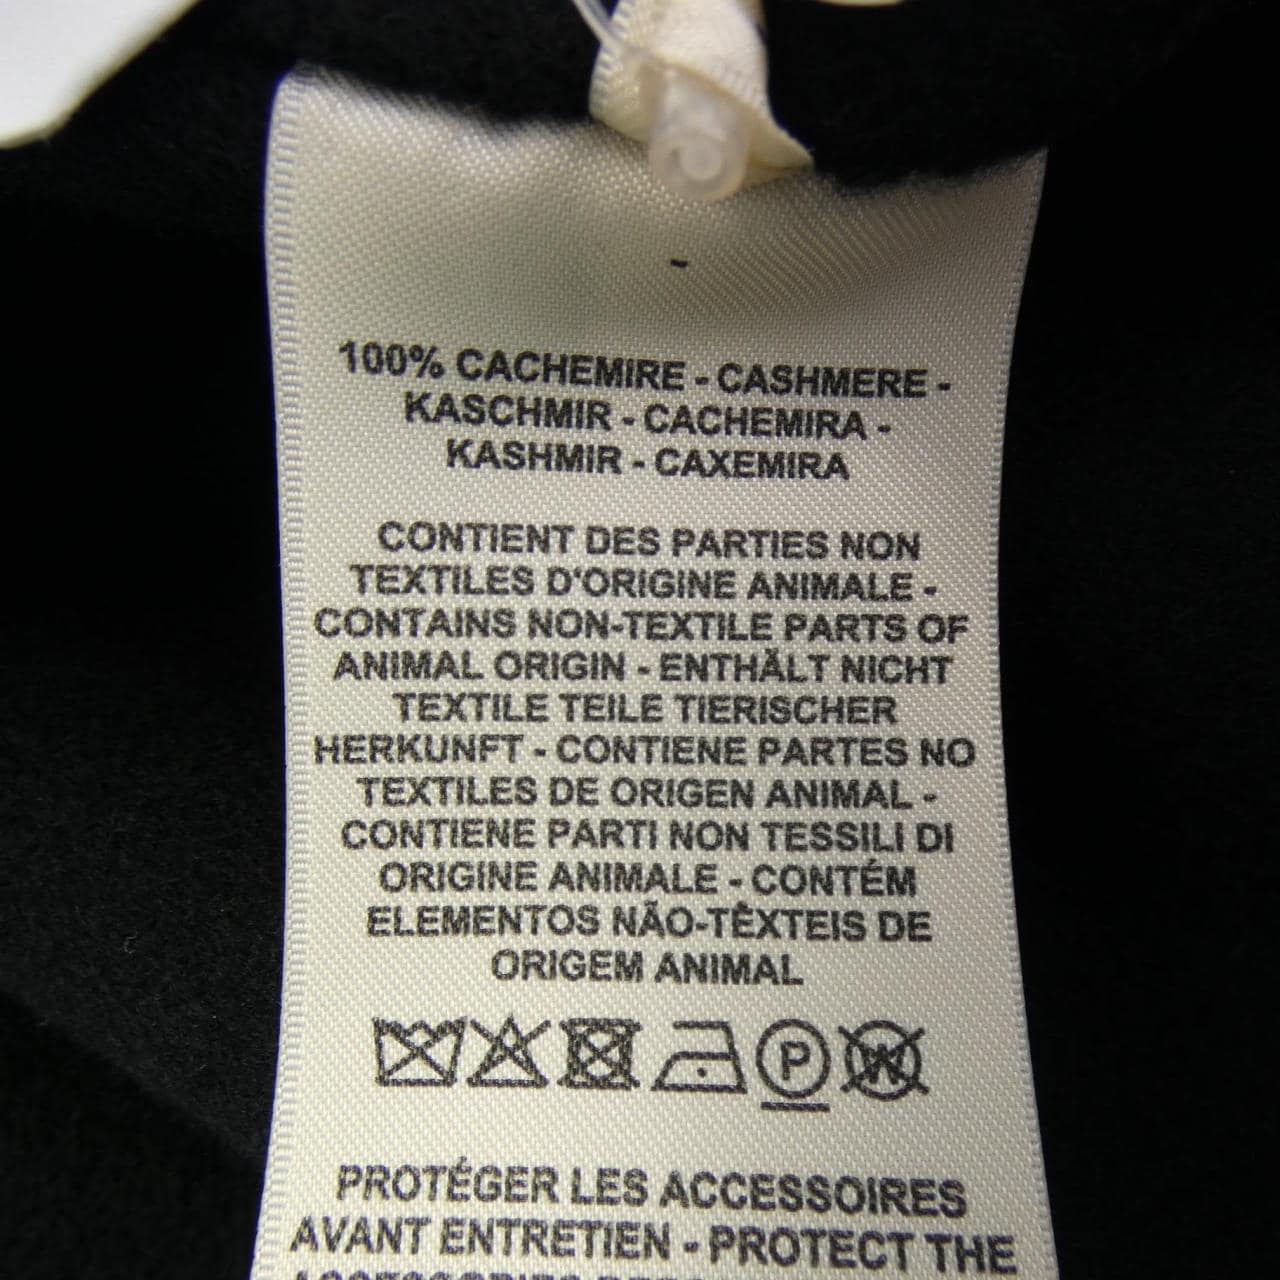 -
100% CACHEMIRE - CASHMERE -
KASCHMIR - CACHEMIRA -
KASHMIR - CAXEMIRA
CONTIENT DES PARTIES NON
TEXTILES D'ORIGINE ANIMALE -
CONTAINS NON-TEXTILE PARTS OF
ANIMAL ORIGIN - ENTHÄLT NICHT
TEXTILE TEILE TIERISCHER
HERKUNFT - CONTIENE PARTES NO
TEXTILES DE ORIGEN ANIMAL -
CONTIENE PARTI NON TESSILI DI
ORIGINE ANIMALE - CONTÉM
ELEMENTOS NÃO-TÊXTEIS DE
ORIGEM ANIMAL
P W
PROTÉGER LES ACCESSOIRES
AVANT ENTRETIEN - PROTECT THE